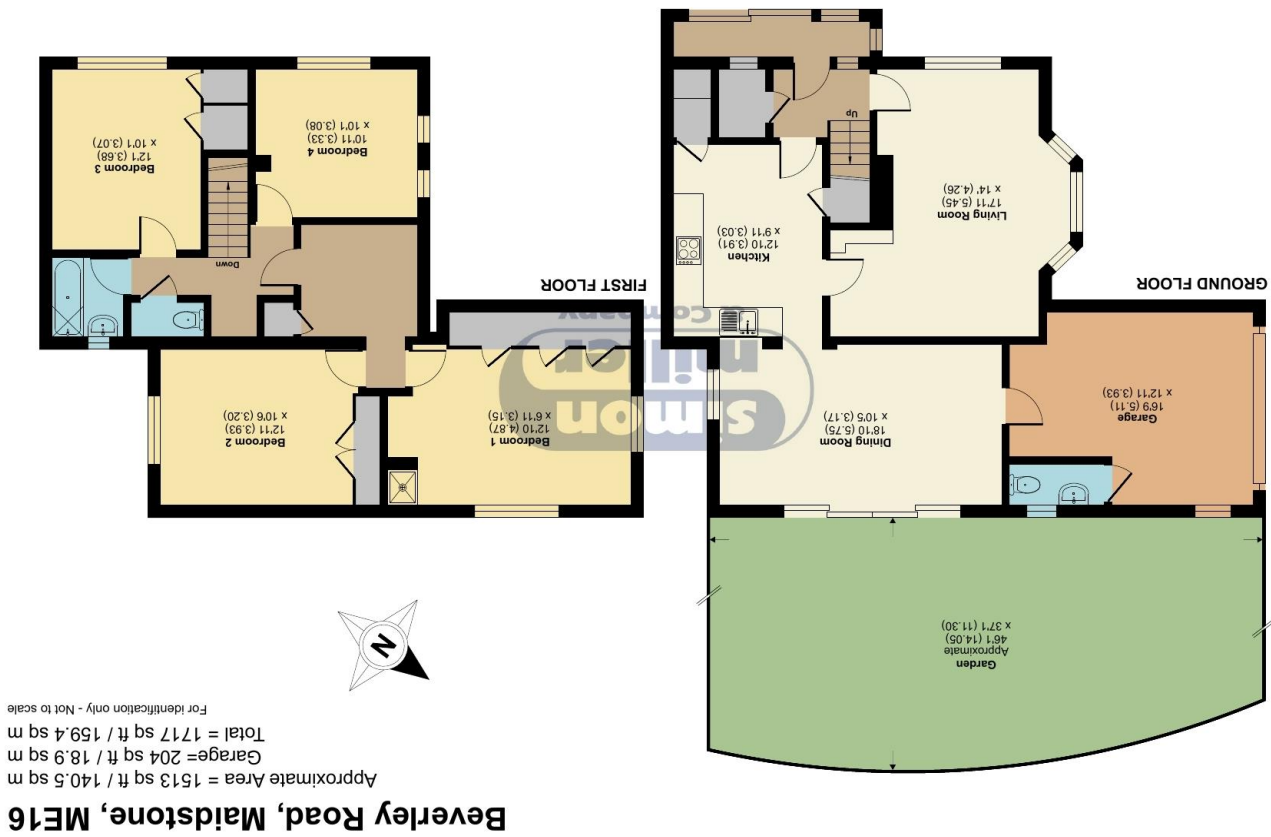 Beverley Road, Maidstone, ME16
Approximate Area = 1513 sq ft / 140.5 sq m
Garage= 204 sq ft / 18.9 sq m
Total = 1717 sq ft / 159.4 sq m
For identification only - Not to scale
N
Garden
Approximate
46'1 (14.05)
x 37'1 (11.30)
Garage
16'9 (5.11)
x 12'11 (3.93)
Dining Room
18'10 (5.75)
x 10'5 (3.17)
Bedroom 1
12'10 (4.87)
x 6'11 (3.15)
Bedroom 2
12'11 (3.93)
x 10'6 (3.20)
simon
miller
& Company
GROUND FLOOR
FIRST FLOOR
Kitchen
12'10 (3.91)
x 9'11 (3.03)
Down
Living Room
17'11 (5.45)
x 14' (4.26)
Up
Bedroom 4
10'11 (3.33)
x 10'1 (3.08)
Bedroom 3
12'1 (3.68)
x 10'1 (3.07)